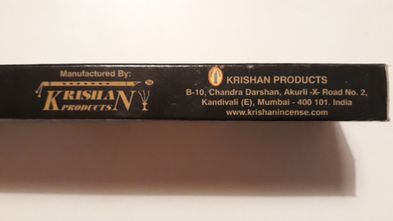 Manufactured By:
KRISHAN
PRODUCTS
KRISHAN PRODUCTS
B-10, Chandra Darshan, Akurli -X- Road No. 2,
Kandivali (E), Mumbai - 400 101. India
www.krishanincense.com